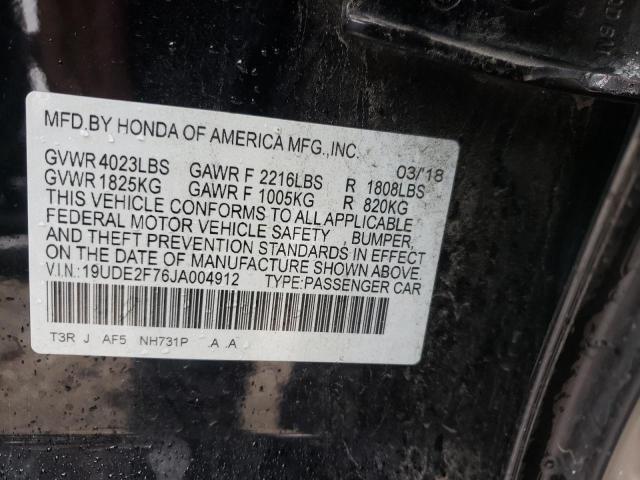 MFD.BY HONDA OF AMERICA MFG.,INC.
03/'18
GVWR 4023LBS GAWR F 2216LBS R 1808LBS
GVWR 1825KG GAWR F 1005KG R 820KG
THIS VEHICLE CONFORMS TO ALL APPLICABLE
FEDERAL MOTOR VEHICLE SAFETY , BUMPER,
AND THEFT PREVENTION STANDARDS IN EFFECT
ON THE DATE OF MANUFACTURE SHOWN ABOVE.
V.I.N.: 19UDE2F76JA004912 TYPE:PASSENGER CAR
T3R J AF5 NH731P .A .A